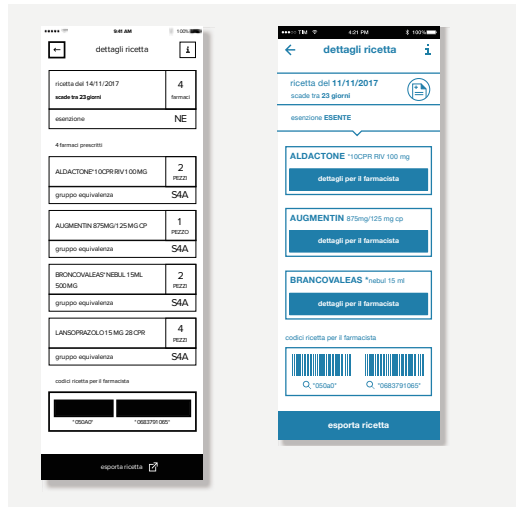 9:41 AM 100%
dettagli ricetta i
ricetta del 14/11/2017
scade tra 23 giorni
4
farmaci
esenzione NE
4 farmaci prescritti
ALDACTONE*10CPR RIV 100 MG
2
PEZZI
gruppo equivalenza S4A
AUGMENTIN 875MG/125 MG CP
1
PEZZO
gruppo equivalenza S4A
BRONCOVALEAS*NEBUL 15ML
500MG
2
PEZZI
gruppo equivalenza S4A
LANSOPRAZOLO 15 MG 28 CPR
4
PEZZI
gruppo equivalenza S4A
codici ricetta per il farmacista
"050A0" "0683791065"
esporta ricetta
TIM 4:21 PM 100%
dettagli ricetta i
ricetta del 11/11/2017
scade tra 23 giorni
esenzione ESENTE
ALDACTONE *10CPR RIV 100 mg
dettagli per il farmacista
AUGMENTIN 875mg/125 mg cp
dettagli per il farmacista
BRANCOVALEAS *nebul 15 ml
dettagli per il farmacista
codici ricetta per il farmacista
"050a0" "0683791065"
esporta ricetta